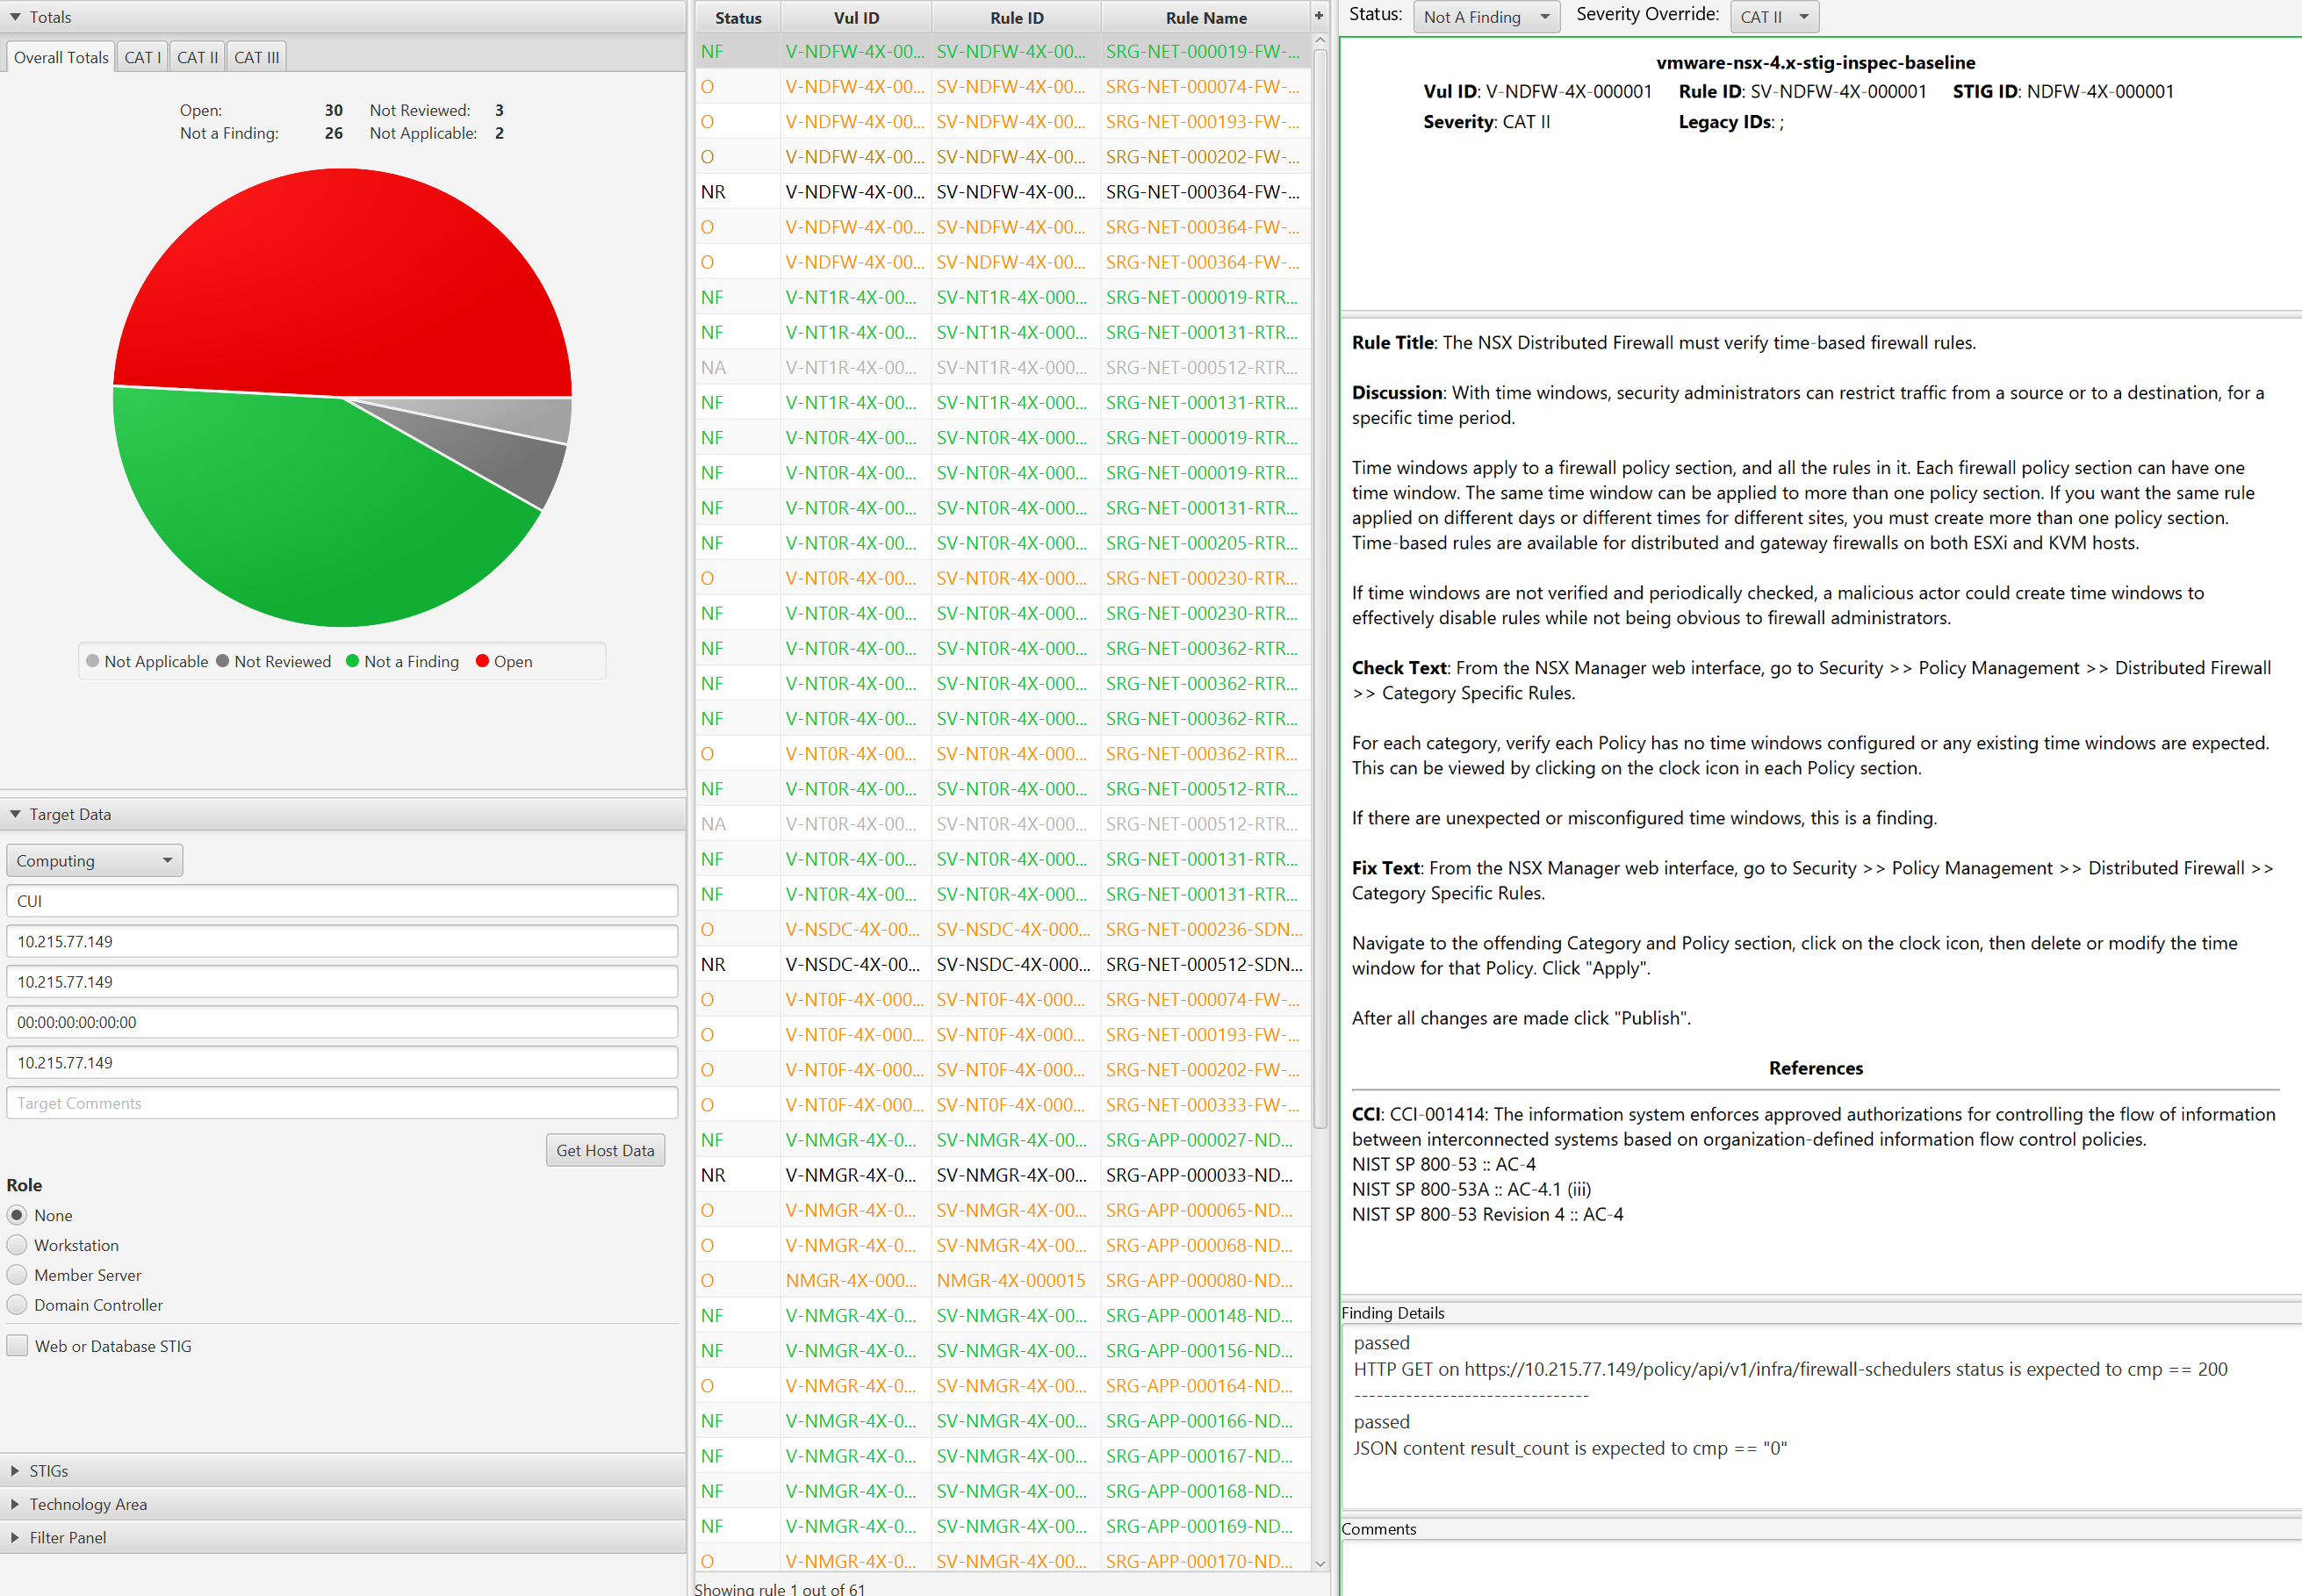 Totals
Overall Totals
CAT I
CAT II
CAT III
Open: 30 Not Reviewed: 3
Not a Finding: 26 Not Applicable: 2
Not Applicable Not Reviewed Not a Finding Open
Target Data
Computing
CUI
10.215.77.149
10.215.77.149
00:00:00:00:00:00
10.215.77.149
Target Comments
Get Host Data
Role
None
Workstation
Member Server
Domain Controller
Web or Database STIG
STIGs
Technology Area
Filter Panel
Status Vul ID Rule ID Rule Name +
NF V-NDFW-4X-00... SV-NDFW-4X-00... SRG-NET-000019-FW-...
O V-NDFW-4X-00... SV-NDFW-4X-00... SRG-NET-000074-FW-...
O V-NDFW-4X-00... SV-NDFW-4X-00... SRG-NET-000193-FW-...
O V-NDFW-4X-00... SV-NDFW-4X-00... SRG-NET-000202-FW-...
NR V-NDFW-4X-00... SV-NDFW-4X-00... SRG-NET-000364-FW-...
O V-NDFW-4X-00... SV-NDFW-4X-00... SRG-NET-000364-FW-...
O V-NDFW-4X-00... SV-NDFW-4X-00... SRG-NET-000364-FW-...
NF V-NT1R-4X-00... SV-NT1R-4X-000... SRG-NET-000019-RTR...
NF V-NT1R-4X-00... SV-NT1R-4X-000... SRG-NET-000131-RTR...
NA V-NT1R-4X-00... SV-NT1R-4X-000... SRG-NET-000512-RTR...
NF V-NT1R-4X-00... SV-NT1R-4X-000... SRG-NET-000131-RTR...
NF V-NT0R-4X-00... SV-NT0R-4X-000... SRG-NET-000019-RTR...
NF V-NT0R-4X-00... SV-NT0R-4X-000... SRG-NET-000019-RTR...
NF V-NT0R-4X-00... SV-NT0R-4X-000... SRG-NET-000131-RTR...
NF V-NT0R-4X-00... SV-NT0R-4X-000... SRG-NET-000205-RTR...
O V-NT0R-4X-00... SV-NT0R-4X-000... SRG-NET-000230-RTR...
NF V-NT0R-4X-00... SV-NT0R-4X-000... SRG-NET-000230-RTR...
NF V-NT0R-4X-00... SV-NT0R-4X-000... SRG-NET-000362-RTR...
NF V-NT0R-4X-00... SV-NT0R-4X-000... SRG-NET-000362-RTR...
NF V-NT0R-4X-00... SV-NT0R-4X-000... SRG-NET-000362-RTR...
O V-NT0R-4X-00... SV-NT0R-4X-000... SRG-NET-000362-RTR...
NF V-NT0R-4X-00... SV-NT0R-4X-000... SRG-NET-000512-RTR...
NA V-NT0R-4X-00... SV-NT0R-4X-000... SRG-NET-000512-RTR...
NF V-NT0R-4X-00... SV-NT0R-4X-000... SRG-NET-000131-RTR...
NF V-NT0R-4X-00... SV-NT0R-4X-000... SRG-NET-000131-RTR...
O V-NSDC-4X-00... SV-NSDC-4X-000... SRG-NET-000236-SDN...
NR V-NSDC-4X-00... SV-NSDC-4X-000... SRG-NET-000512-SDN...
O V-NT0F-4X-000... SV-NT0F-4X-000... SRG-NET-000074-FW-...
O V-NT0F-4X-000... SV-NT0F-4X-000... SRG-NET-000193-FW-...
O V-NT0F-4X-000... SV-NT0F-4X-000... SRG-NET-000202-FW-...
O V-NT0F-4X-000... SV-NT0F-4X-000... SRG-NET-000333-FW-...
NF V-NMGR-4X-0... SV-NMGR-4X-00... SRG-APP-000027-ND...
NR V-NMGR-4X-0... SV-NMGR-4X-00... SRG-APP-000033-ND...
O V-NMGR-4X-0... SV-NMGR-4X-00... SRG-APP-000065-ND...
O V-NMGR-4X-0... SV-NMGR-4X-00... SRG-APP-000068-ND...
O NMGR-4X-000... NMGR-4X-000015 SRG-APP-000080-ND...
NF V-NMGR-4X-0... SV-NMGR-4X-00... SRG-APP-000148-ND...
NF V-NMGR-4X-0... SV-NMGR-4X-00... SRG-APP-000156-ND...
O V-NMGR-4X-0... SV-NMGR-4X-00... SRG-APP-000164-ND...
NF V-NMGR-4X-0... SV-NMGR-4X-00... SRG-APP-000166-ND...
NF V-NMGR-4X-0... SV-NMGR-4X-00... SRG-APP-000167-ND...
NF V-NMGR-4X-0... SV-NMGR-4X-00... SRG-APP-000168-ND...
NF V-NMGR-4X-0... SV-NMGR-4X-00... SRG-APP-000169-ND...
O V-NMGR-4X-0... SV-NMGR-4X-00... SRG-APP-000170-ND...
Showing rule 1 out of 61
Status: Not A Finding Severity Override: CAT II
vmware-nsx-4.x-stig-inspec-baseline
Vul ID: V-NDFW-4X-000001 Rule ID: SV-NDFW-4X-000001 STIG ID: NDFW-4X-000001
Severity: CAT II Legacy IDs: ;
Rule Title: The NSX Distributed Firewall must verify time-based firewall rules.
Discussion: With time windows, security administrators can restrict traffic from a source or to a destination, for a
specific time period.
Time windows apply to a firewall policy section, and all the rules in it. Each firewall policy section can have one
time window. The same time window can be applied to more than one policy section. If you want the same rule
applied on different days or different times for different sites, you must create more than one policy section.
Time-based rules are available for distributed and gateway firewalls on both ESXi and KVM hosts.
If time windows are not verified and periodically checked, a malicious actor could create time windows to
effectively disable rules while not being obvious to firewall administrators.
Check Text: From the NSX Manager web interface, go to Security >> Policy Management >> Distributed Firewall
>> Category Specific Rules.
For each category, verify each Policy has no time windows configured or any existing time windows are expected.
This can be viewed by clicking on the clock icon in each Policy section.
If there are unexpected or misconfigured time windows, this is a finding.
Fix Text: From the NSX Manager web interface, go to Security >> Policy Management >> Distributed Firewall >>
Category Specific Rules.
Navigate to the offending Category and Policy section, click on the clock icon, then delete or modify the time
window for that Policy. Click "Apply".
After all changes are made click "Publish".
References
CCI: CCI-001414: The information system enforces approved authorizations for controlling the flow of information
between interconnected systems based on organization-defined information flow control policies.
NIST SP 800-53 :: AC-4
NIST SP 800-53A :: AC-4.1 (iii)
NIST SP 800-53 Revision 4 :: AC-4
Finding Details
passed
HTTP GET on https://10.215.77.149/policy/api/v1/infra/firewall-schedulers status is expected to cmp == 200
--------------------------------
passed
JSON content result_count is expected to cmp == "0"
Comments